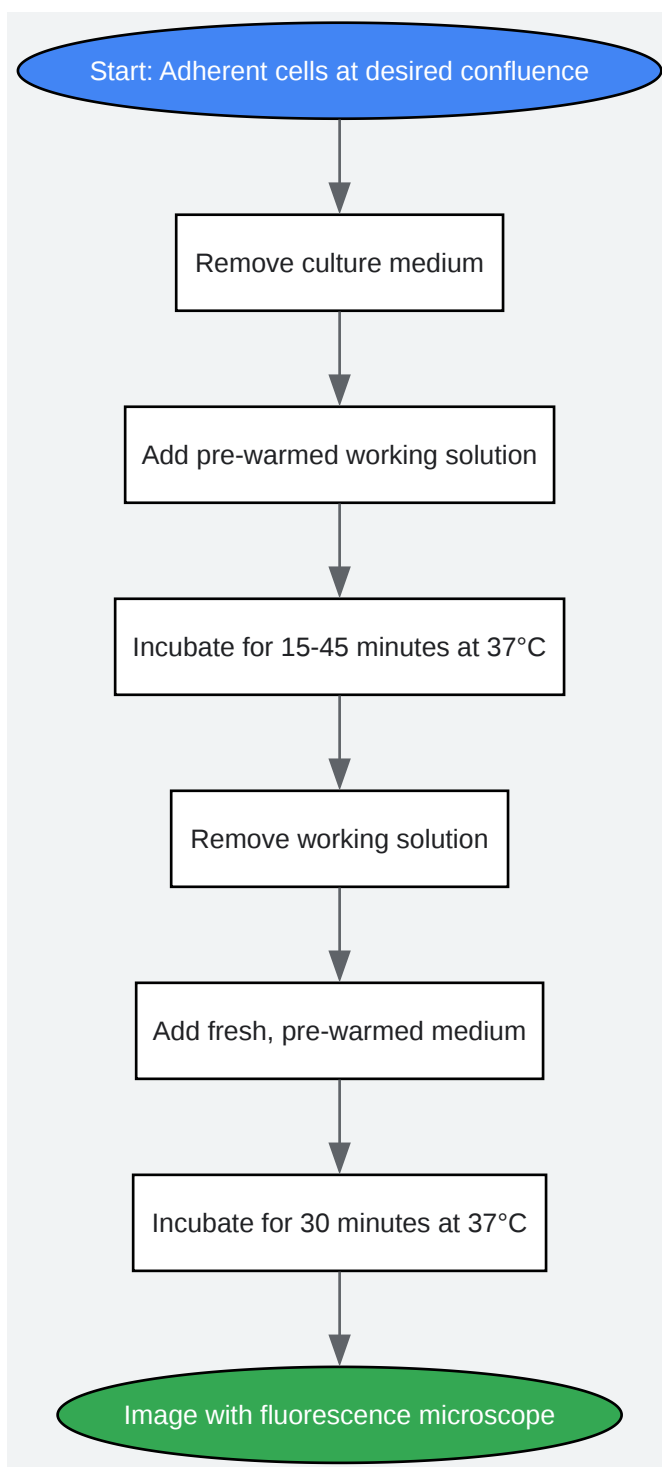 Start: Adherent cells at desired confluence
Remove culture medium
Add pre-warmed working solution
Incubate for 15-45 minutes at 37°C
Remove working solution
Add fresh, pre-warmed medium
Incubate for 30 minutes at 37°C
Image with fluorescence microscope